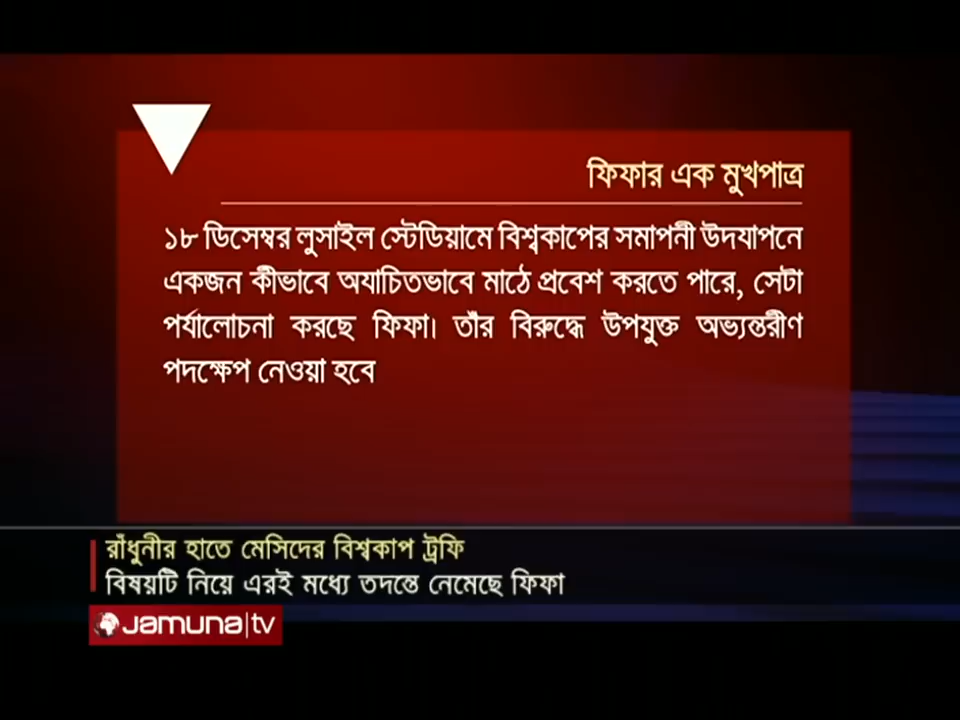 ফিফার এক মুখপাত্র
১৮ ডিসেম্বর লুসাইল স্টেডিয়ামে বিশ্বকাপের সমাপনী উদযাপনে
একজন কীভাবে অযাচিতভাবে মাঠে প্রবেশ করতে পারে, সেটা
পর্যালোচনা করছে ফিফা। তাঁর বিরুদ্ধে উপযুক্ত অভ্যন্তরীণ
পদক্ষেপ নেওয়া হবে
রাঁধুনীর হাতে মেসিদের বিশ্বকাপ ট্রফি
বিষয়টি নিয়ে এরই মধ্যে তদন্তে নেমেছে ফিফা
Jamuna|tv